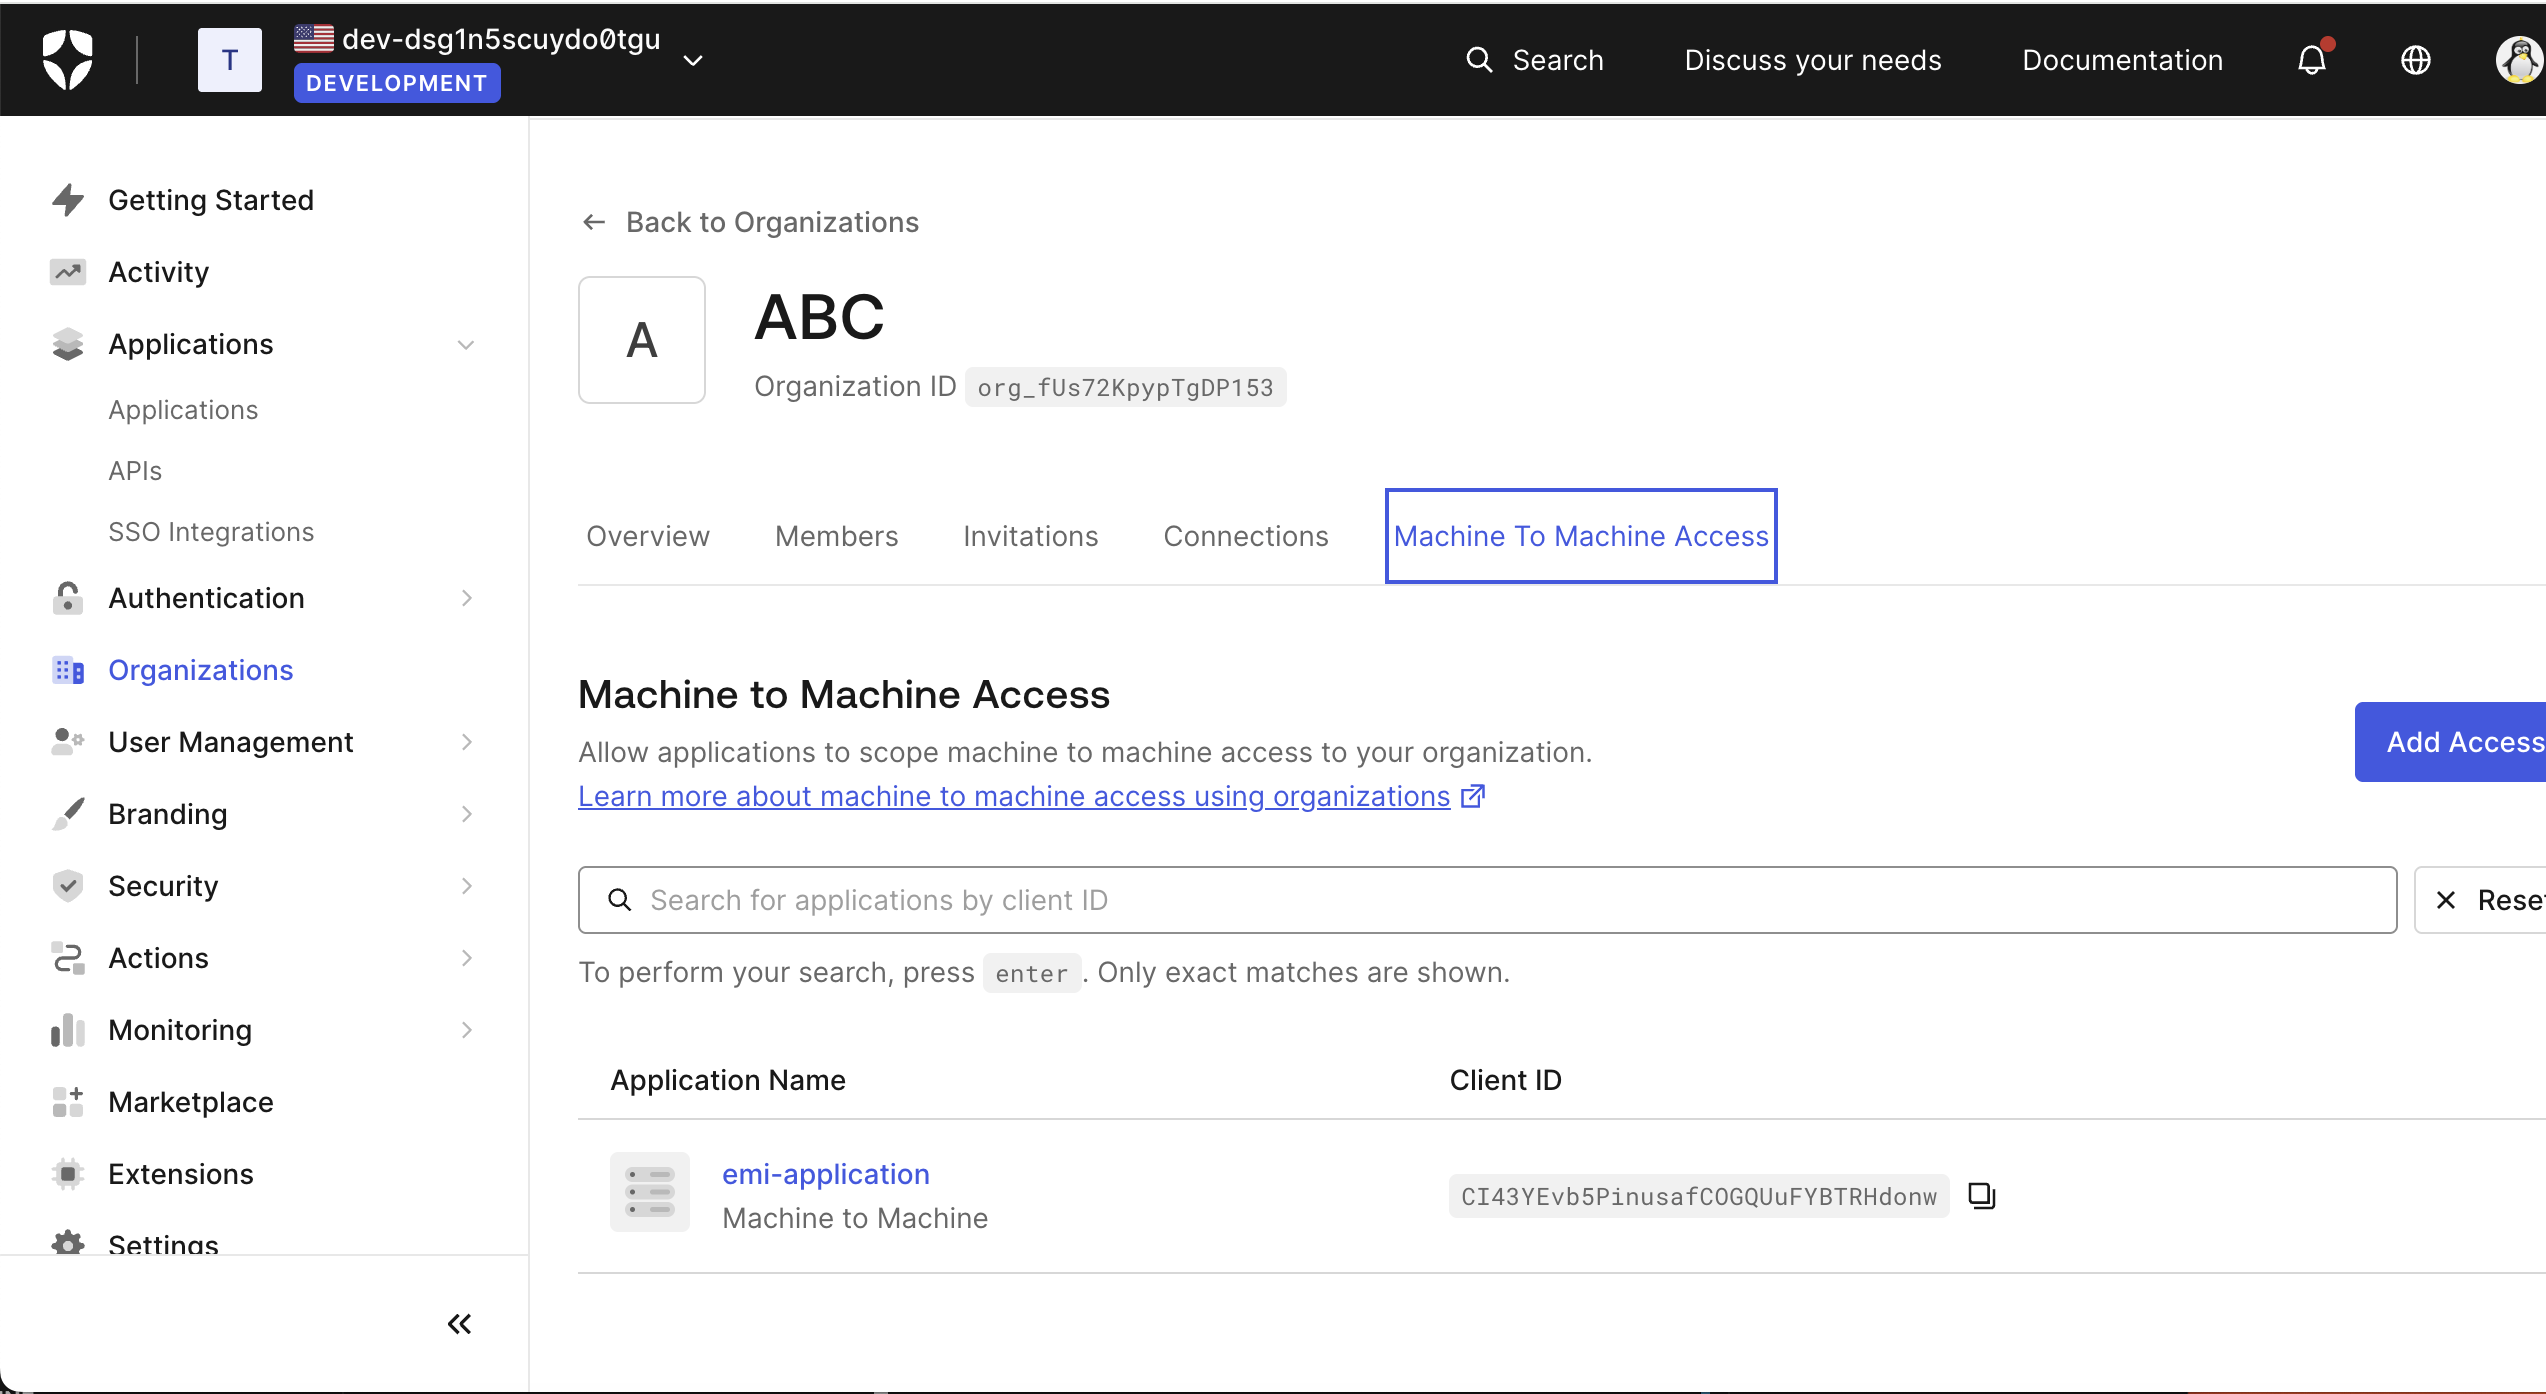 T
dev-dsg1n5scuydo0tgu
DEVELOPMENT
Search
Discuss your needs
Documentation
Getting Started
Activity
Applications
Applications
APIs
SSO Integrations
Authentication
Organizations
User Management
Branding
Security
Actions
Monitoring
Marketplace
Extensions
Settings
Back to Organizations
A
ABC
Organization ID org_fUs72KpypTgDP153
Overview
Members
Invitations
Connections
Machine To Machine Access
Machine to Machine Access
Allow applications to scope machine to machine access to your organization.
Learn more about machine to machine access using organizations
Add Access
Search for applications by client ID
Reset
To perform your search, press enter. Only exact matches are shown.
Application Name
Client ID
emi-application
Machine to Machine
CI43YEvb5PinusafCOGQUuFYBTRHdonw